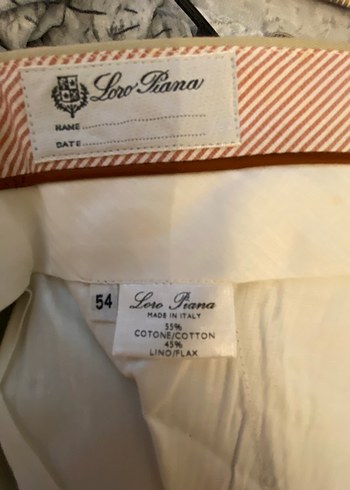 Loro Piana
NAME
DATE
54
Loro Piana
MADE IN ITALY
55%
COTONE/COTTON
45%
LINO/FLAX